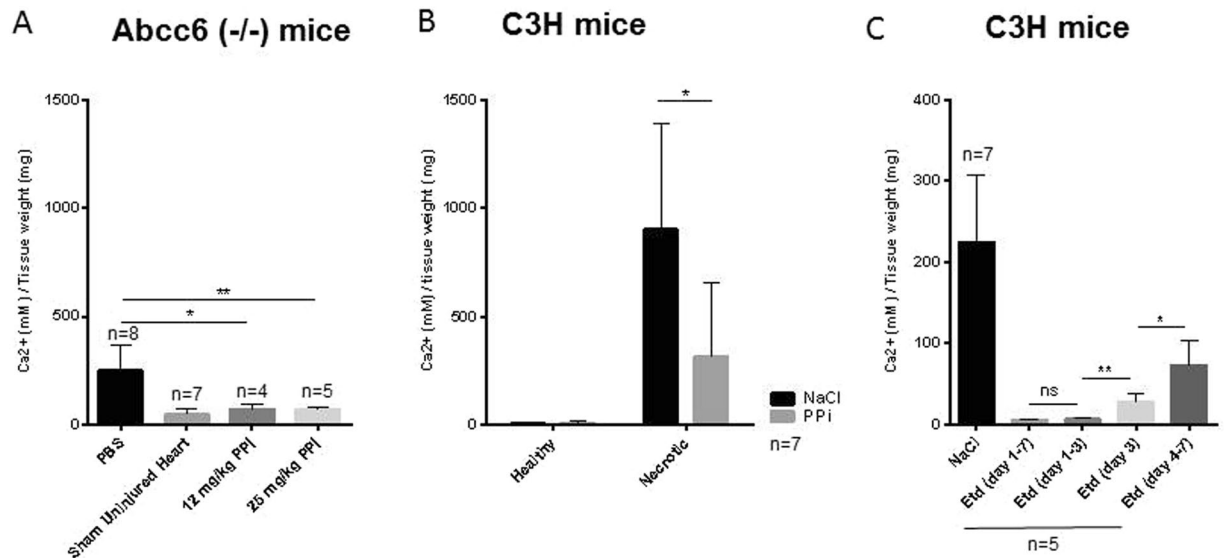 A
Abcc6 (-/-) mice
Ca2+ (mM) / Tissue weight (mg)
1500
1000
500
0
**
*
n=8
n=7
n=4
n=5
PBS
Sham Uninjured Heart
12 mg/kg PPI
25 mg/kg PPI
B
C3H mice
Ca2+ (mM) / tissue weight (mg)
1500
1000
500
0
*
Healthy
Necrotic
NaCl
PPi
n=7
C
C3H mice
Ca2+ (mM) / Tissue weight (mg)
400
300
200
100
0
n=7
ns
**
*
NaCl
Etd (day 1-7)
Etd (day 1-3)
Etd (day 3)
Etd (day 4-7)
n=5